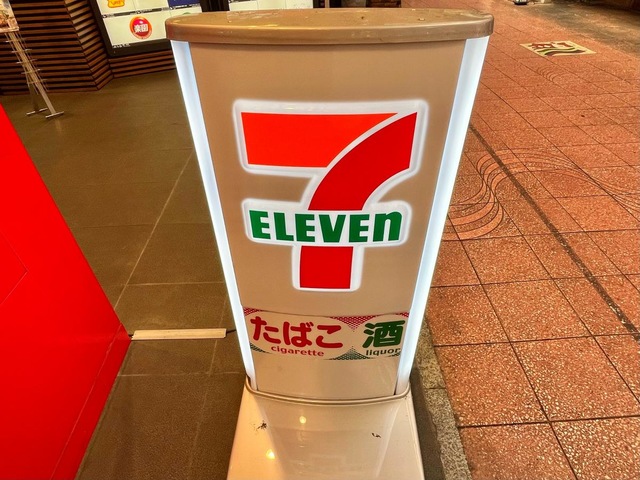 7
ELEVEn
たばこ 酒
cigarette liquor